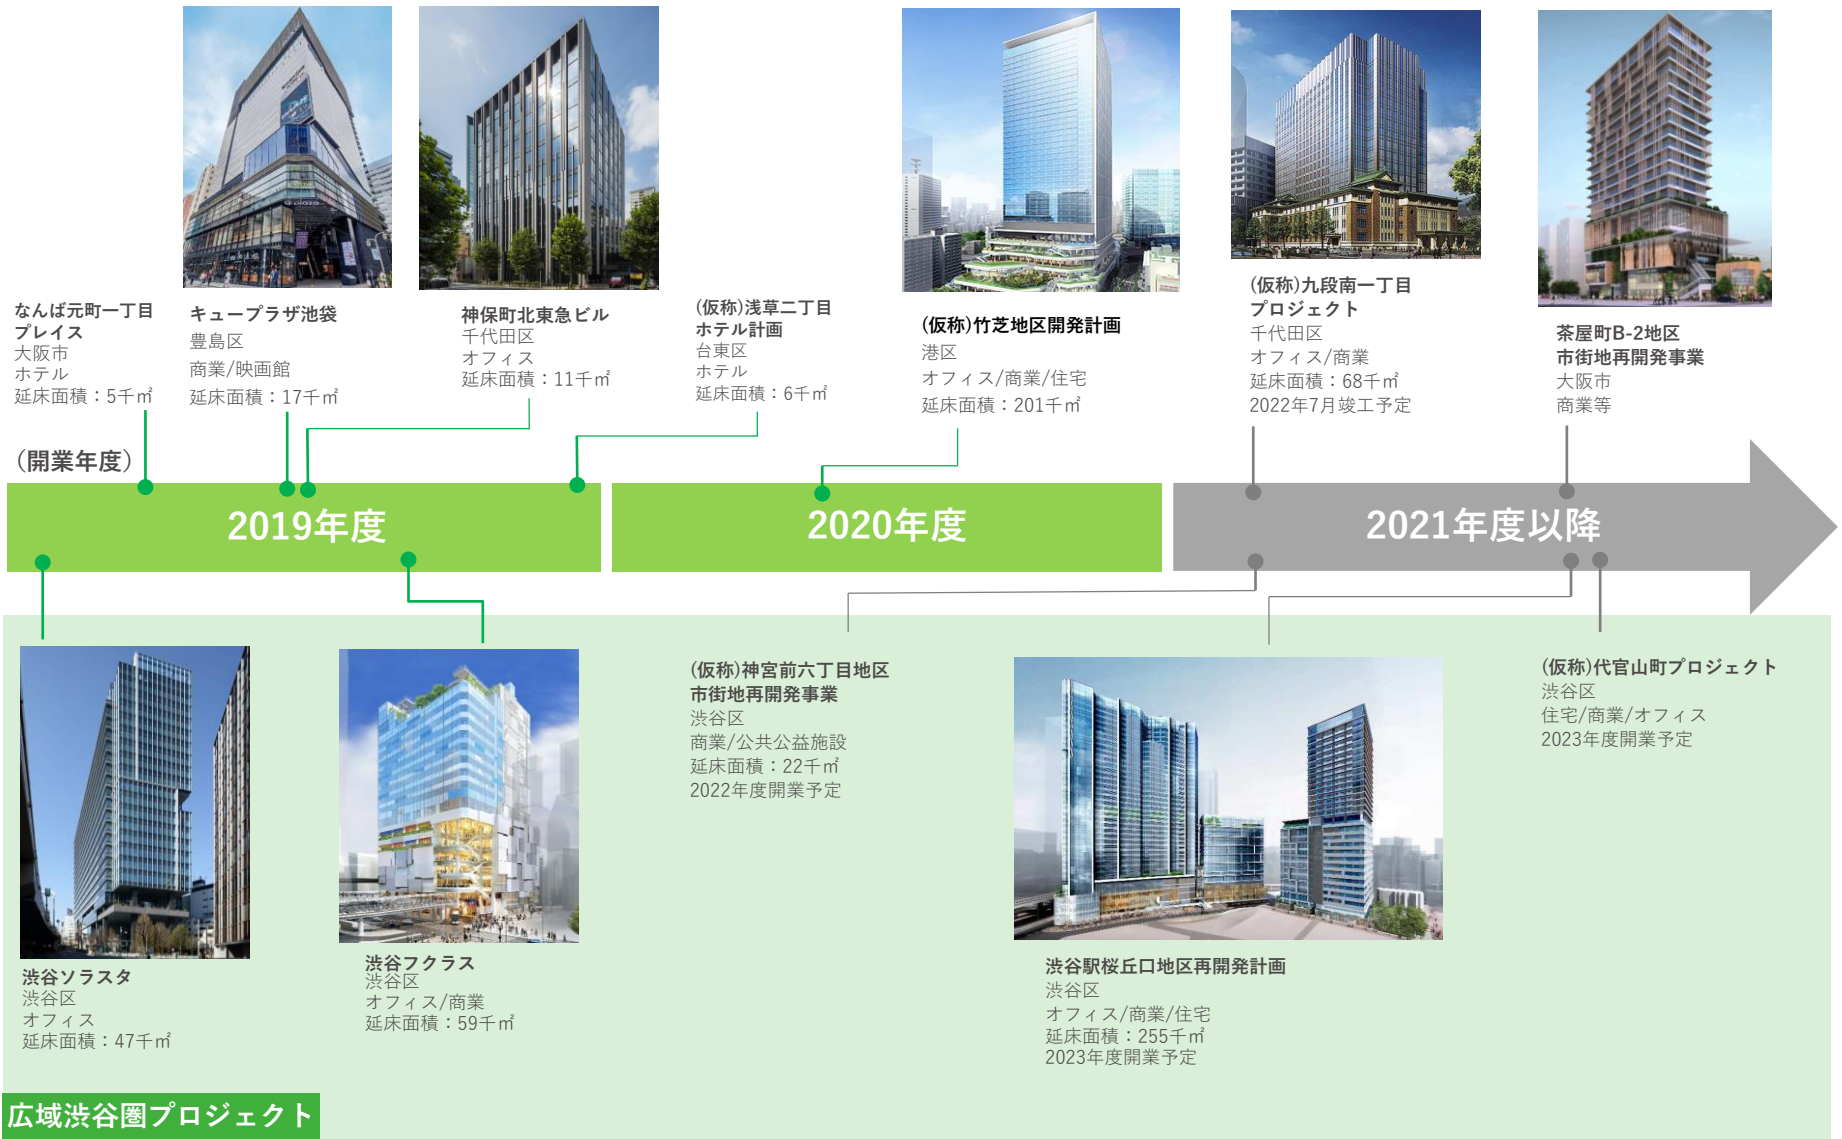 なんば元町一丁目
プレイス
大阪市
ホテル
延床面積：5千㎡
キュープラザ池袋
豊島区
商業/映画館
延床面積：17千㎡
神保町北東急ビル
千代田区
オフィス
延床面積：11千㎡
(仮称)浅草二丁目
ホテル計画
台東区
ホテル
延床面積：6千㎡
(仮称)竹芝地区開発計画
港区
オフィス/商業/住宅
延床面積：201千㎡
(仮称)九段南一丁目
プロジェクト
千代田区
オフィス/商業
延床面積：68千㎡
2022年7月竣工予定
茶屋町B-2地区
市街地再開発事業
大阪市
商業等
（開業年度）
2019年度
2020年度
2021年度以降
渋谷ソラスタ
渋谷区
オフィス
延床面積：47千㎡
渋谷フクラス
渋谷区
オフィス/商業
延床面積：59千㎡
(仮称)神宮前六丁目地区
市街地再開発事業
渋谷区
商業/公共公益施設
延床面積：22千㎡
2022年度開業予定
渋谷駅桜丘口地区再開発計画
渋谷区
オフィス/商業/住宅
延床面積：255千㎡
2023年度開業予定
(仮称)代官山町プロジェクト
渋谷区
住宅/商業/オフィス
2023年度開業予定
広域渋谷圏プロジェクト